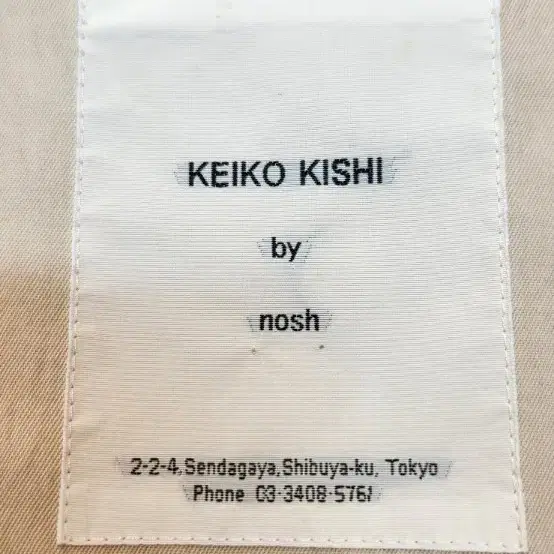 KEIKO KISHI
by
nosh
2-2-4,Sendagaya,Shibuya-ku, Tokyo
Phone 03-3408-5761